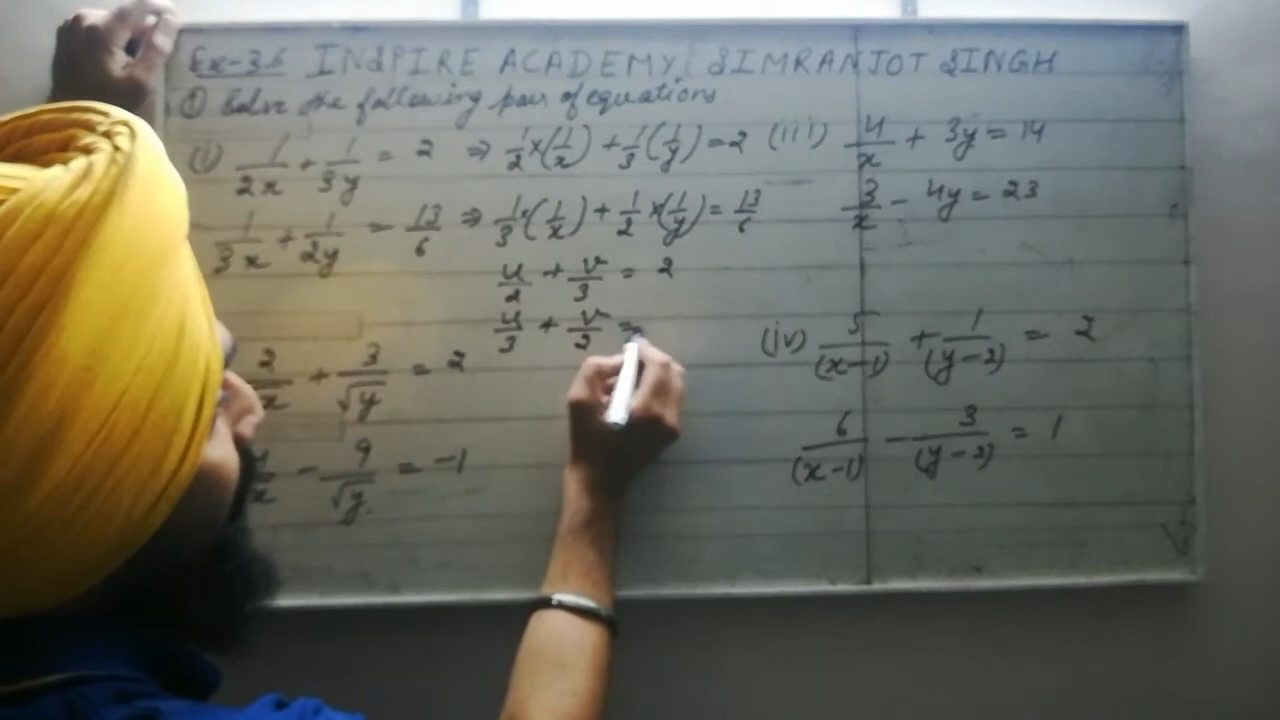 Ex-3.6 INSPIRE ACADEMY SIMRANJOT SINGH
① Solve the following pair of equations
(i) 1/2x + 1/3y = 2 ⇒ 1/2×(1/x) + 1/3(1/y) = 2
1/3x + 1/2y = 13/6 ⇒ 1/3×(1/x) + 1/2×(1/y) = 13/6
u/2 + v/3 = 2
u/3 + v/2 =
2/x + 3/√y = 2
- 9/√y = -1
(iii) 4/x + 3y = 14
3/x - 4y = 23
(iv) 5/(x-1) + 1/(y-2) = 2
6/(x-1) - 3/(y-2) = 1